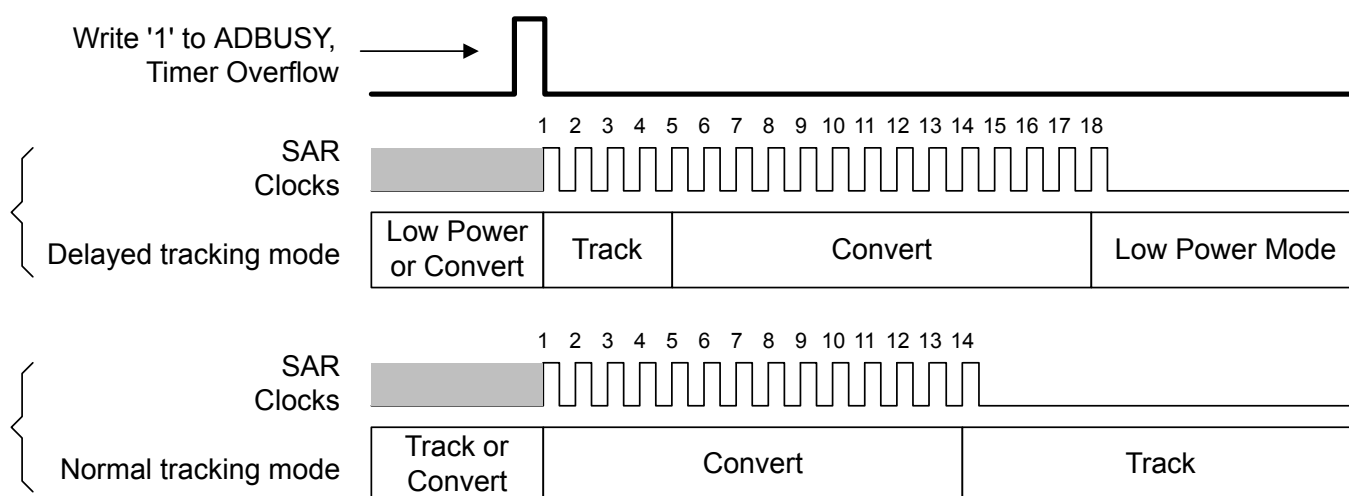 Write '1' to ADBUSY,
Timer Overflow
1 2 3 4 5 6 7 8 9 10 11 12 13 14 15 16 17 18
SAR
Clocks
Delayed tracking mode
Low Power
or Convert
Track
Convert
Low Power Mode
1 2 3 4 5 6 7 8 9 10 11 12 13 14
SAR
Clocks
Normal tracking mode
Track or
Convert
Convert
Track